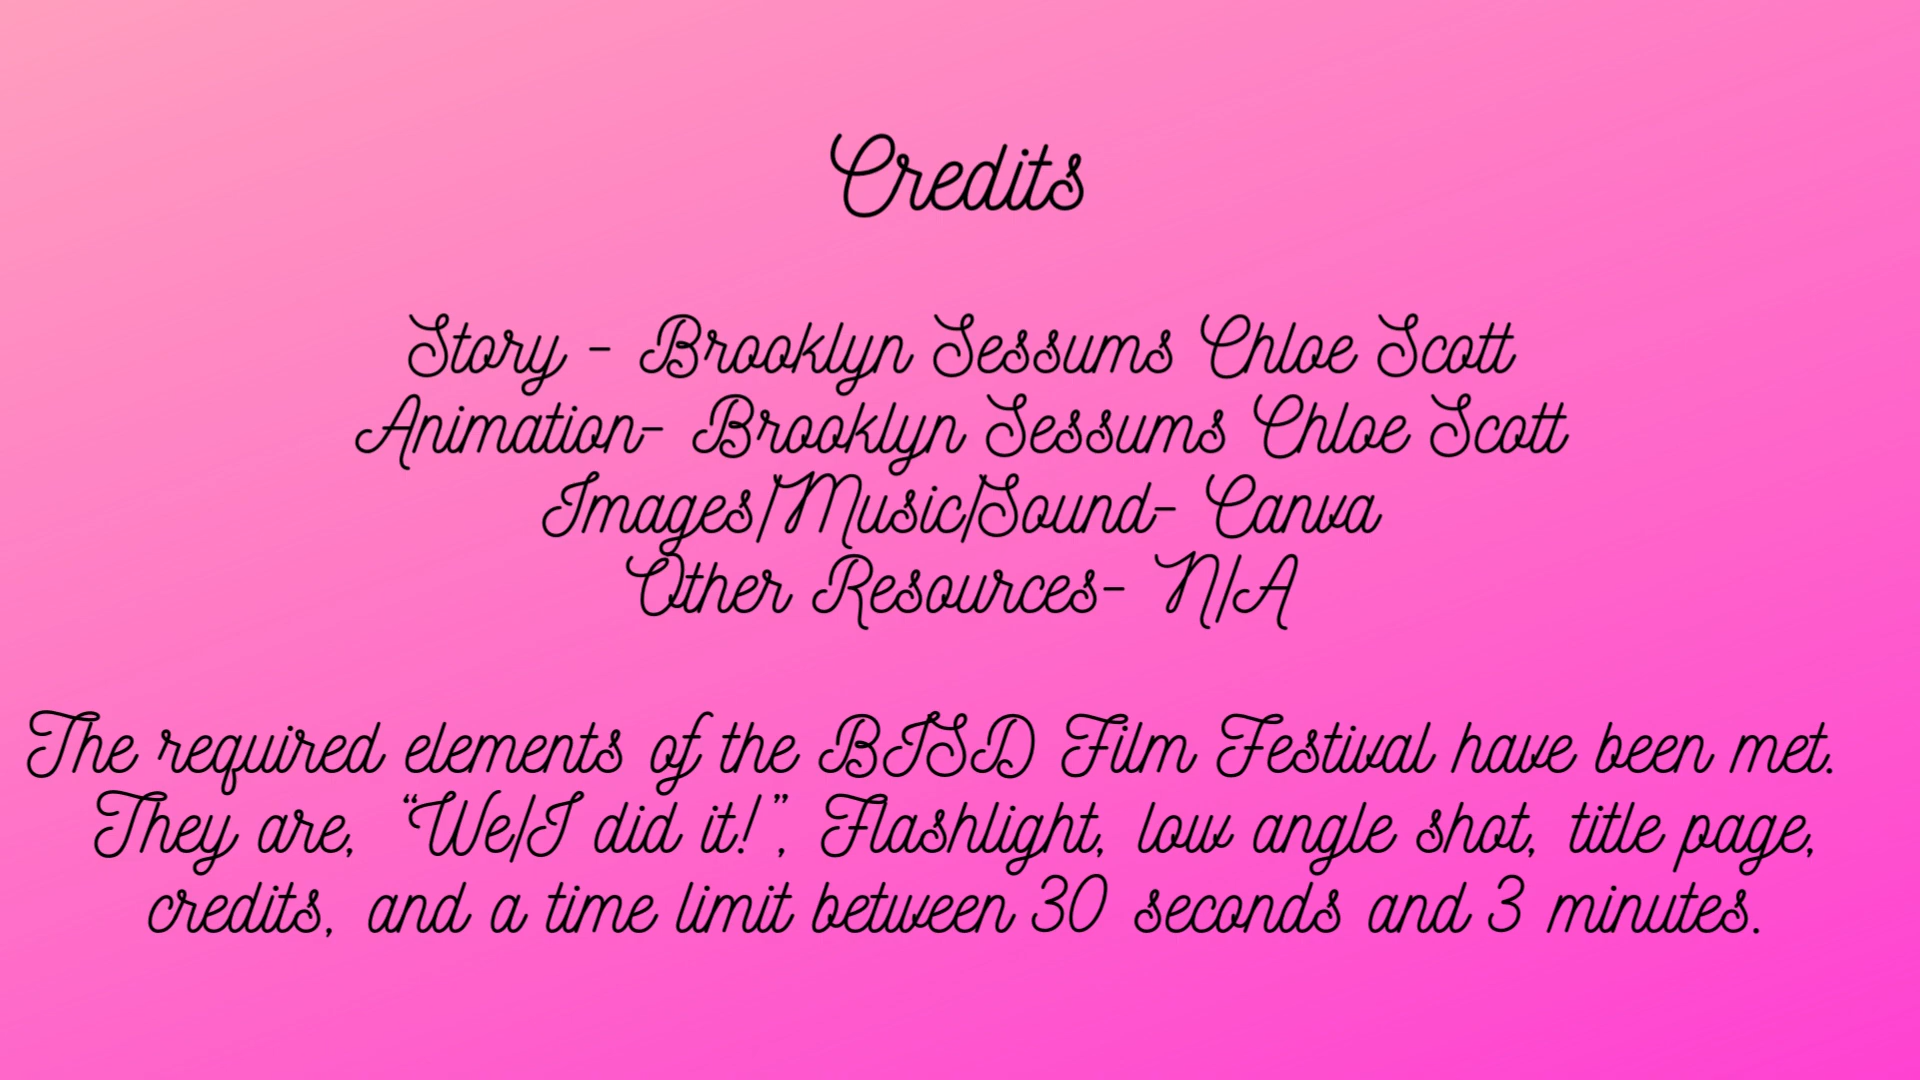 Credits
Story - Brooklyn Sessums Chloe Scott
Animation- Brooklyn Sessums Chloe Scott
Images/Music/Sound- Canva
Other Resources- N/A
The required elements of the BISD Film Festival have been met.
They are, “We/I did it!”, Flashlight, low angle shot, title page,
credits, and a time limit between 30 seconds and 3 minutes.